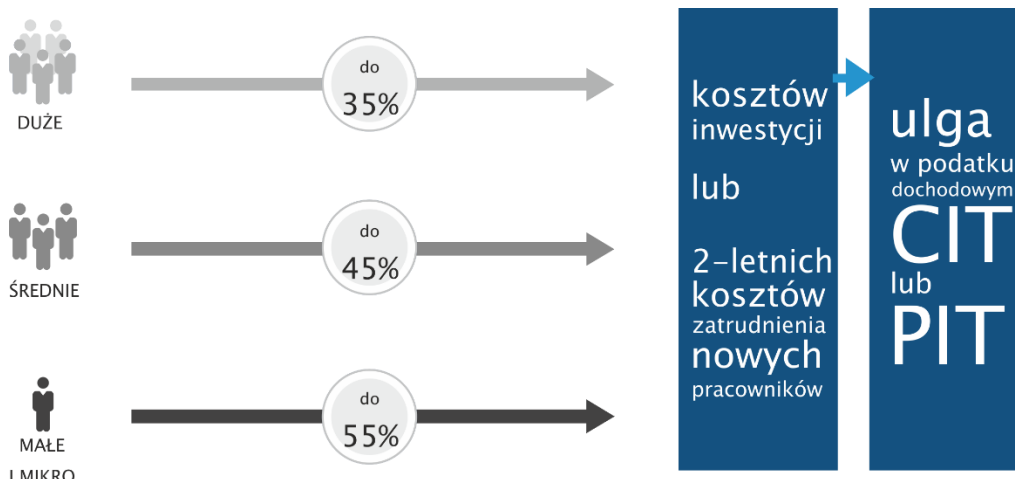 DUŻE
do
35%
ŚREDNIE
do
45%
MAŁE
I MIKRO
do
55%
kosztów
inwestycji
lub
2-letnich
kosztów
zatrudnienia
nowych
pracowników
ulga
w podatku
dochodowym
CIT
lub
PIT